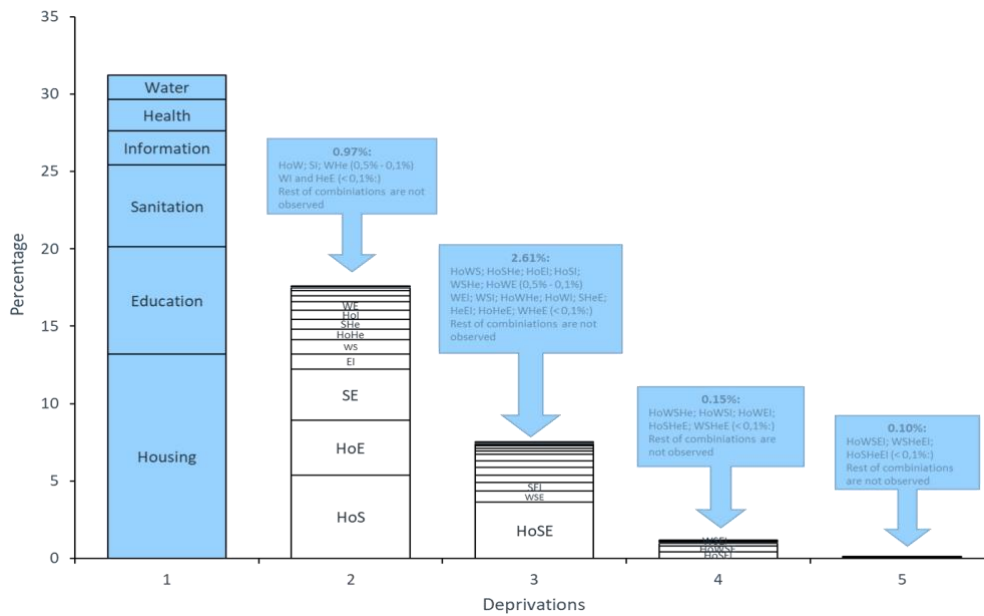 35
30
25
20
15
10
5
0
Percentage
Water
Health
Information
Sanitation
Education
Housing
0.97%:
HoW; SI; WHe (0,5% - 0,1%)
WI and HeE (< 0,1%:)
Rest of combiniations are not
observed
WE
HoI
SHe
HoHe
WS
EI
SE
HoE
HoS
2.61%:
HoWS; HoSHe; HoEI; HoSI;
WSHe; HoWE (0,5% - 0,1%)
WEI; WSI; HoWHe; HoWI; SHeE;
HeEI; HoHeE; WHeE (< 0,1%:)
Rest of combiniations are not
observed
SEI
WSE
HoSE
0.15%:
HoWSHe; HoWSI; HoWEI;
HoSHeE; WSHeE (< 0,1%:)
Rest of combiniations are
not observed
WSEI
HoWSE
HoSEI
0.10%:
HoWSEI; WSHeEI;
HoSHeEI (< 0,1%:)
Rest of combiniations
are not observed
1
2
3
4
5
Deprivations